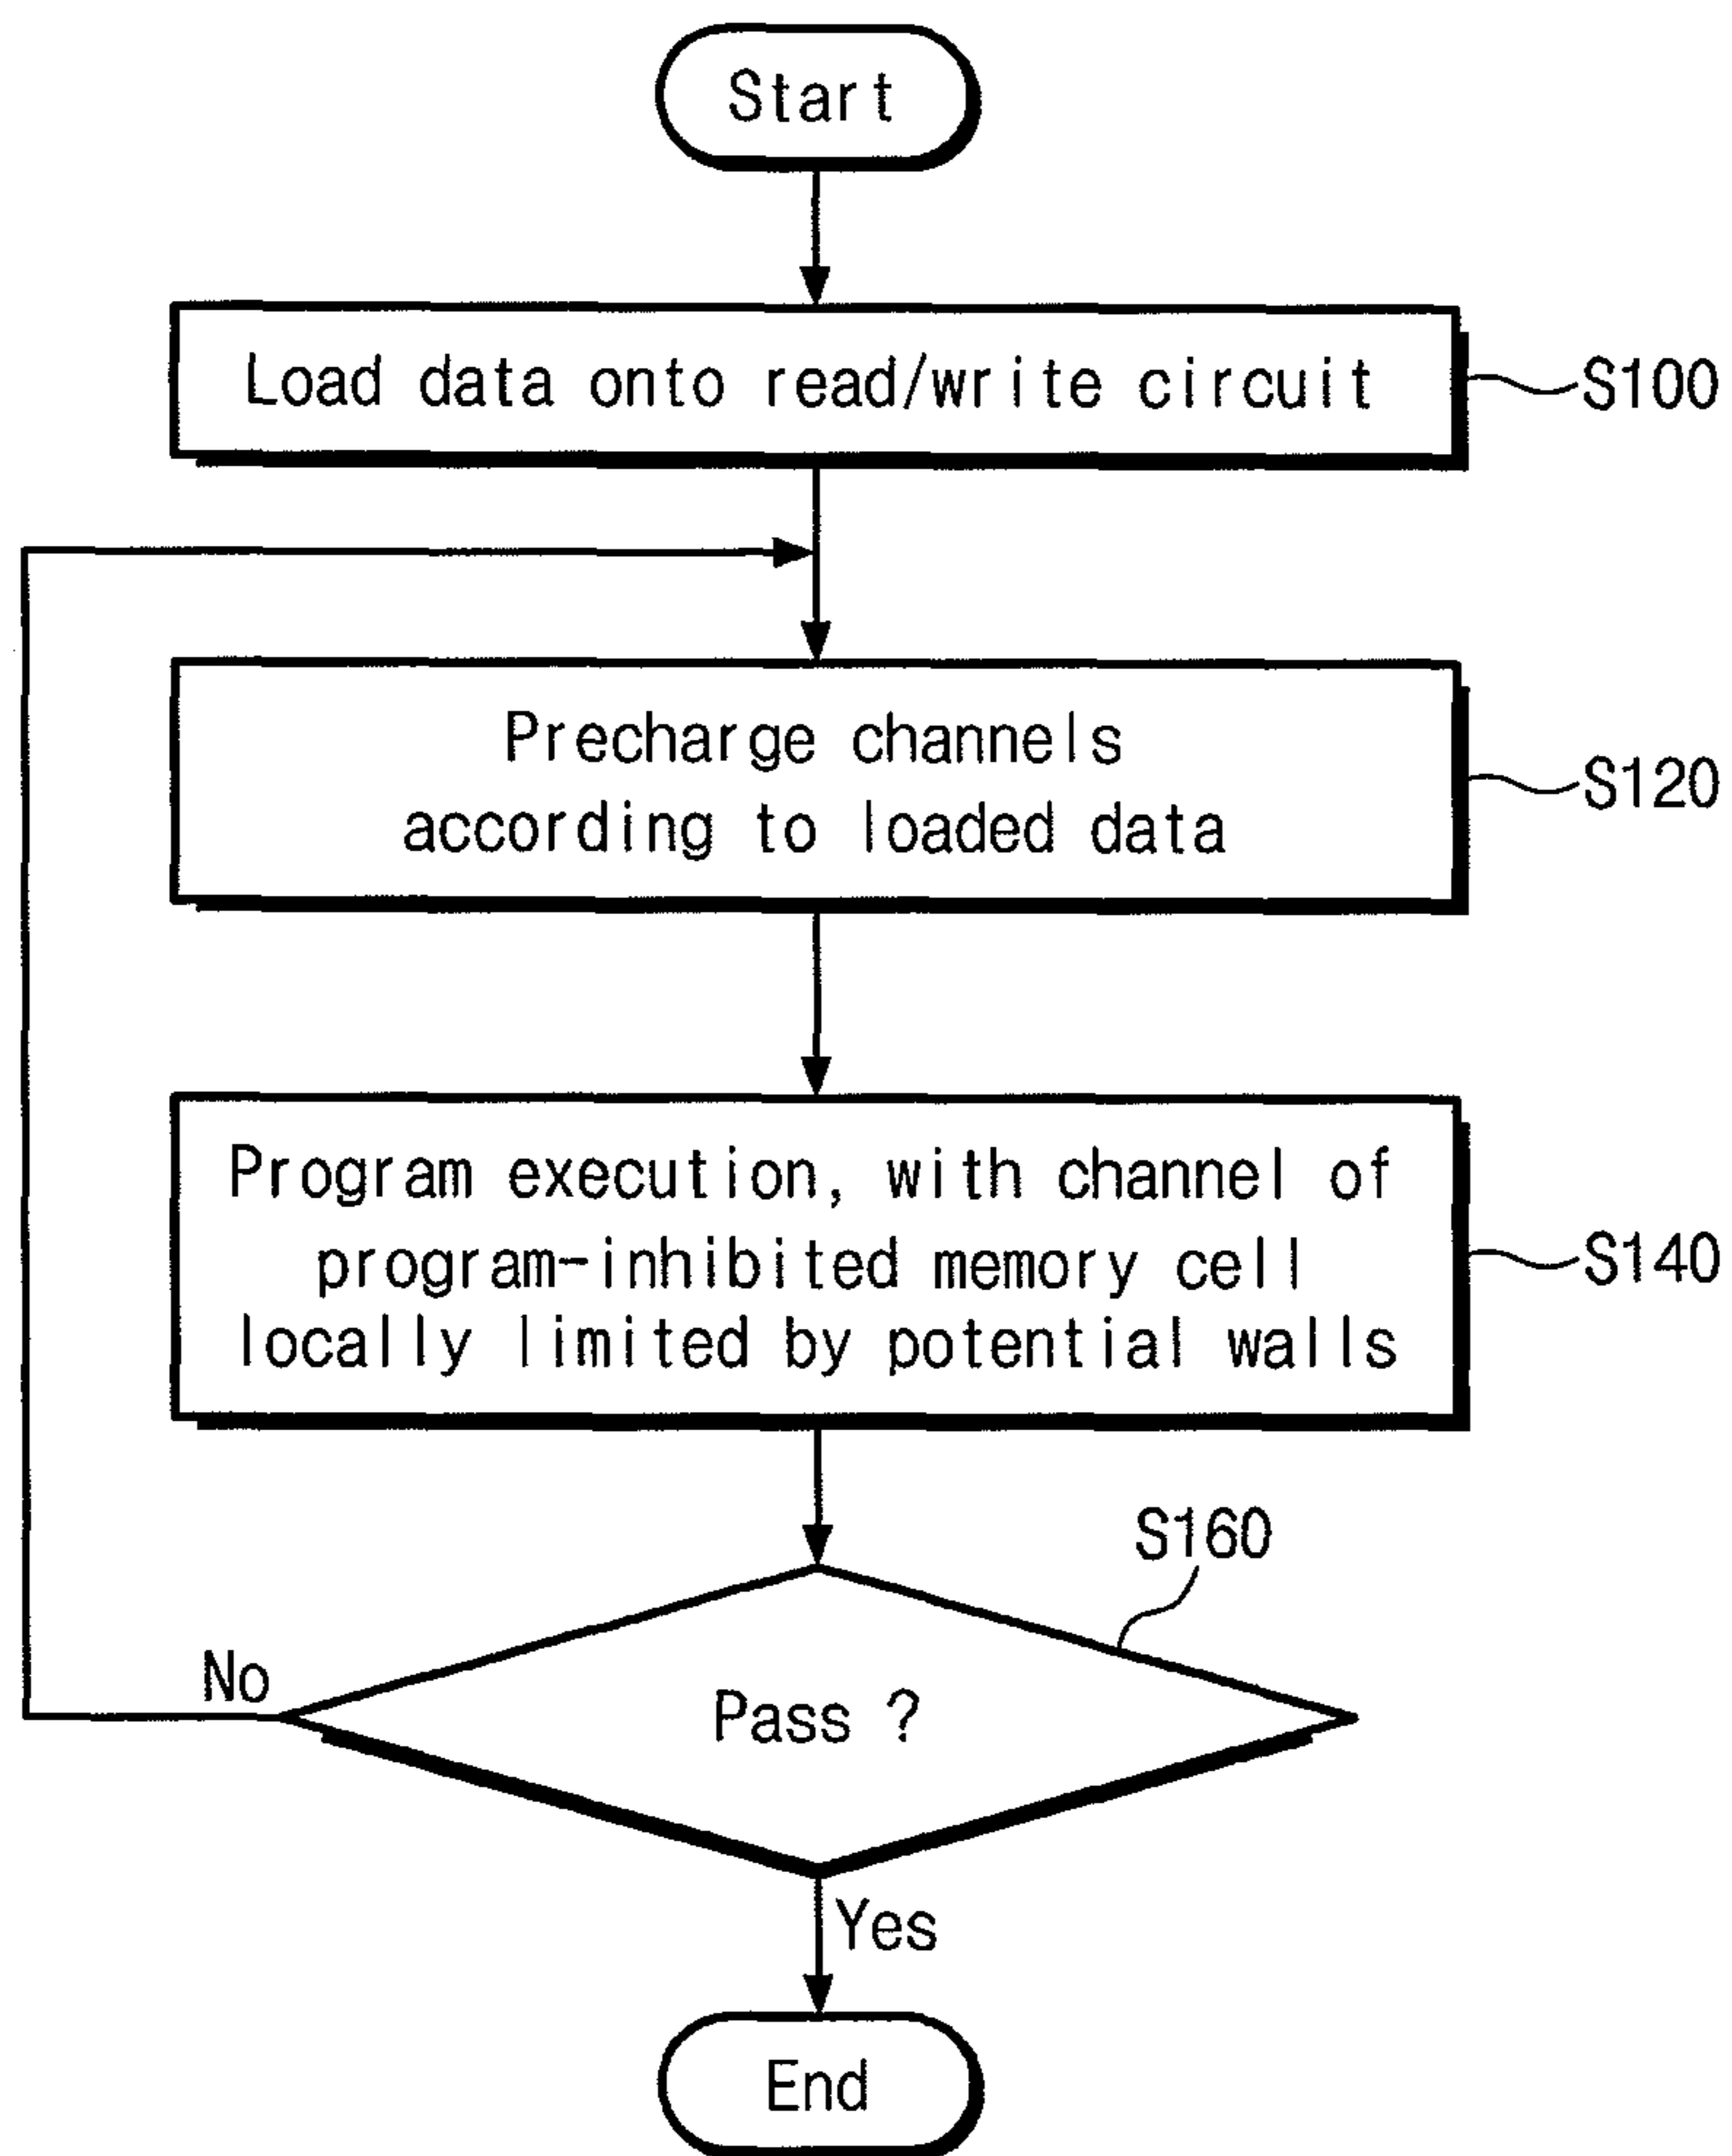 Start
Load data onto read/write circuit
S100
Precharge channels
according to loaded data
S120
Program execution, with channel of
program-inhibited memory cell
locally limited by potential walls
S140
S160
No
Pass ?
Yes
End